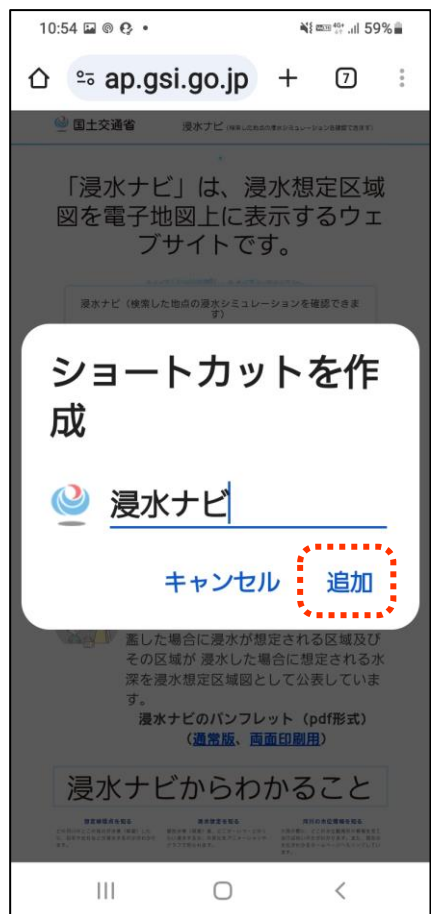 10:54
59%
ap.gsi.go.jp
7
国土交通省
浸水ナビ
「浸水ナビ」は、浸水想定区域
図を電子地図上に表示するウェ
ブサイトです。
浸水ナビ（検索した地点の浸水シミュレーションを確認できま
す）
ショートカットを作
成
浸水ナビ
キャンセル
追加
濫した場合に浸水が想定される区域及び
その区域が 浸水した場合に想定される水
深を浸水想定区域図として公表していま
す。
浸水ナビのパンフレット（pdf形式）
（通常版、両面印刷用）
浸水ナビからわかること